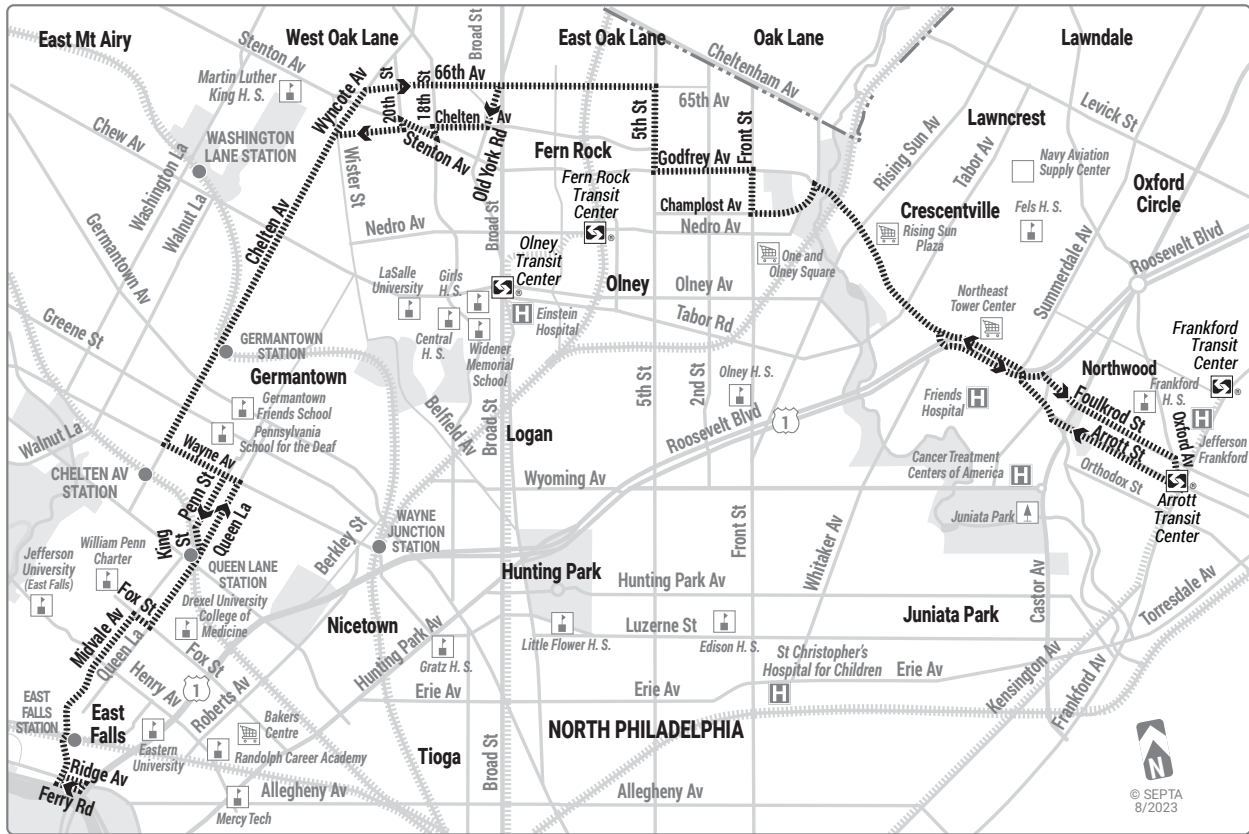 East Mt Airy
West Oak Lane
Broad St
East Oak Lane
Oak Lane
Lawndale
Stenton Av
Cheltenham Av
Martin Luther
King H. S.
Wyncote Av
20th St
18th St
66th Av
65th Av
5th St
Front St
Levick St
Chew Av
WASHINGTON
LANE STATION
Washington La
Walnut La
Chelten Av
Stenton Av
Old York Rd
Wister St
Fern Rock
Fern Rock
Transit
Center
Godfrey Av
Champlost Av
Rising Sun Av
Tabor Av
Lawncrest
Navy Aviation
Supply Center
Oxford
Circle
Crescentville
Rising Sun
Plaza
Fels H. S.
Summerdale Av
Roosevelt Blvd
Germantown Av
Chelten Av
Nedro Av
Broad St
Nedro Av
Olney
Transit
Center
One and
Olney Square
LaSalle
University
Girls
H. S.
Central
H. S.
Widener
Memorial
School
Einstein
Hospital
Olney
Olney Av
Tabor Rd
Northeast
Tower Center
Frankford
Transit
Center
Greene St
GERMANTOWN
STATION
Germantown
Germantown
Friends School
Pennsylvania
School for the Deaf
Belfield Av
Broad St
Logan
5th St
2nd St
Olney H. S.
Roosevelt Blvd
1
Friends
Hospital
Northwood
Frankford
H. S.
Foulkrod St
Arrott St
Oxford Av
Jefferson
Frankford
Orthodox St
Arrott
Transit
Center
Walnut La
Wayne Av
CHELTEN AV
STATION
Penn St
King St
Queen La
Wyoming Av
Cancer Treatment
Centers of America
Juniata Park
WAYNE
JUNCTION
STATION
Berkley St
Front St
Whitaker Av
Jefferson
University
(East Falls)
William Penn
Charter
QUEEN LANE
STATION
Drexel University
College of
Medicine
Fox St
Midvale Av
Queen La
Hunting Park
Hunting Park Av
Juniata Park
Castor Av
Torresdale Av
Nicetown
Hunting Park Av
Gratz H. S.
Little Flower H. S.
Luzerne St
Edison H. S.
St Christopher's
Hospital for Children
Erie Av
Kensington Av
Frankford Av
Henry Av
Fox St
1
Roberts Av
Erie Av
Erie Av
EAST
FALLS
STATION
East
Falls
Eastern
University
Bakers
Centre
Randolph Career Academy
Tioga
Broad St
NORTH PHILADELPHIA
Ridge Av
Ferry Rd
Mercy Tech
Allegheny Av
Allegheny Av
N
© SEPTA
8/2023